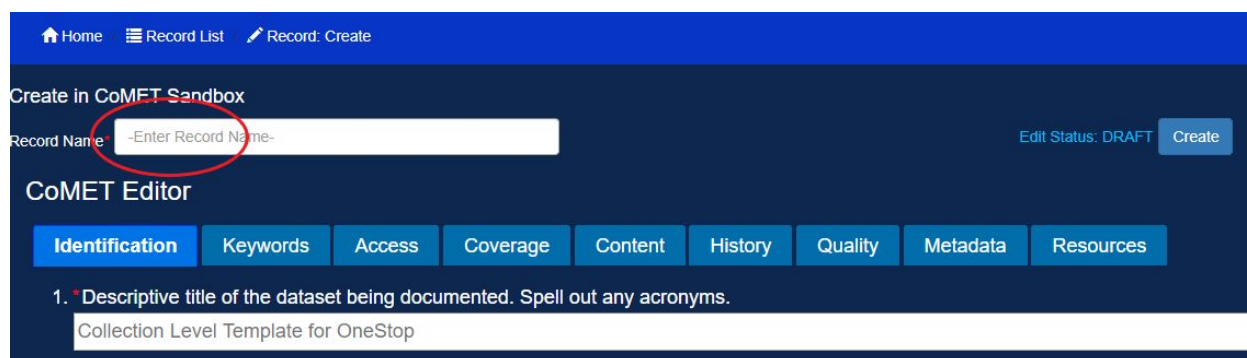 Home Record List / Record: Create
Create in CoMET Sandbox
Record Name* -Enter Record Name- Edit Status: DRAFT Create
CoMET Editor
Identification Keywords Access Coverage Content History Quality Metadata Resources
1. *Descriptive title of the dataset being documented. Spell out any acronyms.
Collection Level Template for OneStop